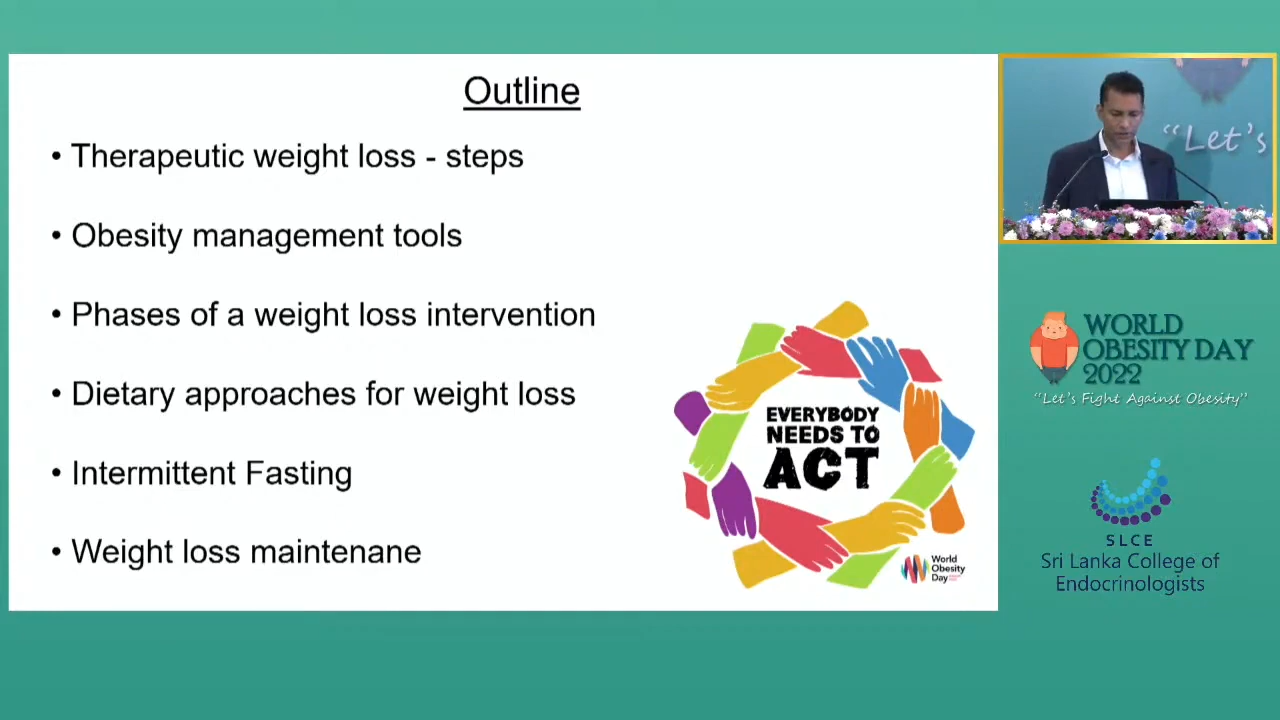 Outline
• Therapeutic weight loss - steps
• Obesity management tools
• Phases of a weight loss intervention
• Dietary approaches for weight loss
• Intermittent Fasting
• Weight loss maintenane
EVERYBODY
NEEDS TO
ACT
World
Obesity
Day
“Let’s
WORLD
OBESITY DAY
2022
“Let’s Fight Against Obesity”
SLCE
Sri Lanka College of
Endocrinologists